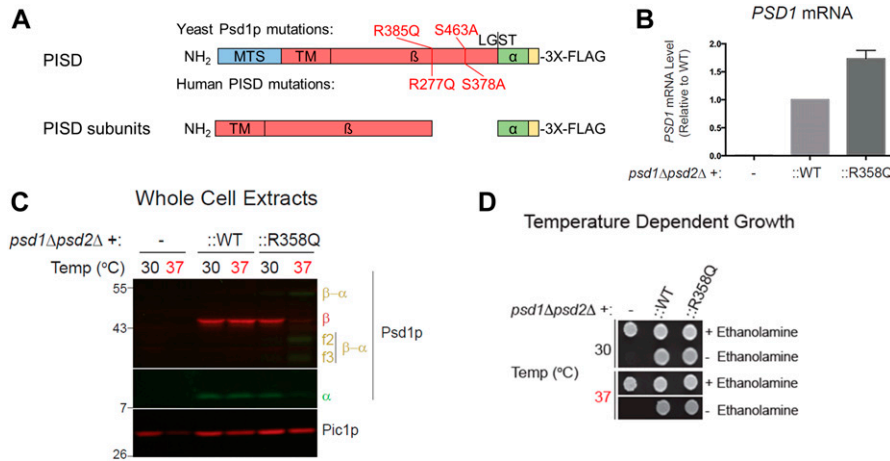 A
Yeast Psd1p mutations:
R385Q
S463A
LGST
PISD
NH2
MTS
TM
ß
α
-3X-FLAG
Human PISD mutations:
R277Q
S378A
PISD subunits
NH2
TM
ß
α
-3X-FLAG
B
PSD1 mRNA
PSD1 mRNA Level
(Relative to WT)
2.0
1.5
1.0
0.5
0.0
psd1Δpsd2Δ +:
-
::WT
::R358Q
C
Whole Cell Extracts
psd1Δpsd2Δ +:
-
::WT
::R358Q
Temp (ºC)
30 37 30 37 30 37
55
43
7
26
β–α
β
f2
f3
β–α
α
Psd1p
Pic1p
D
Temperature Dependent Growth
psd1Δpsd2Δ +:
-
::WT
::R358Q
Temp (ºC)
30
+ Ethanolamine
- Ethanolamine
37
+ Ethanolamine
- Ethanolamine